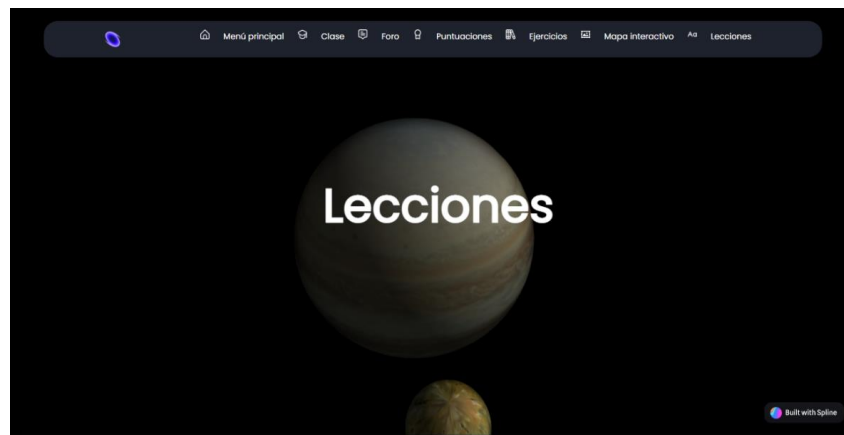 Menú principal Clase Foro Puntuaciones Ejercicios Mapa interactivo Aa Lecciones
Lecciones
Built with Spline